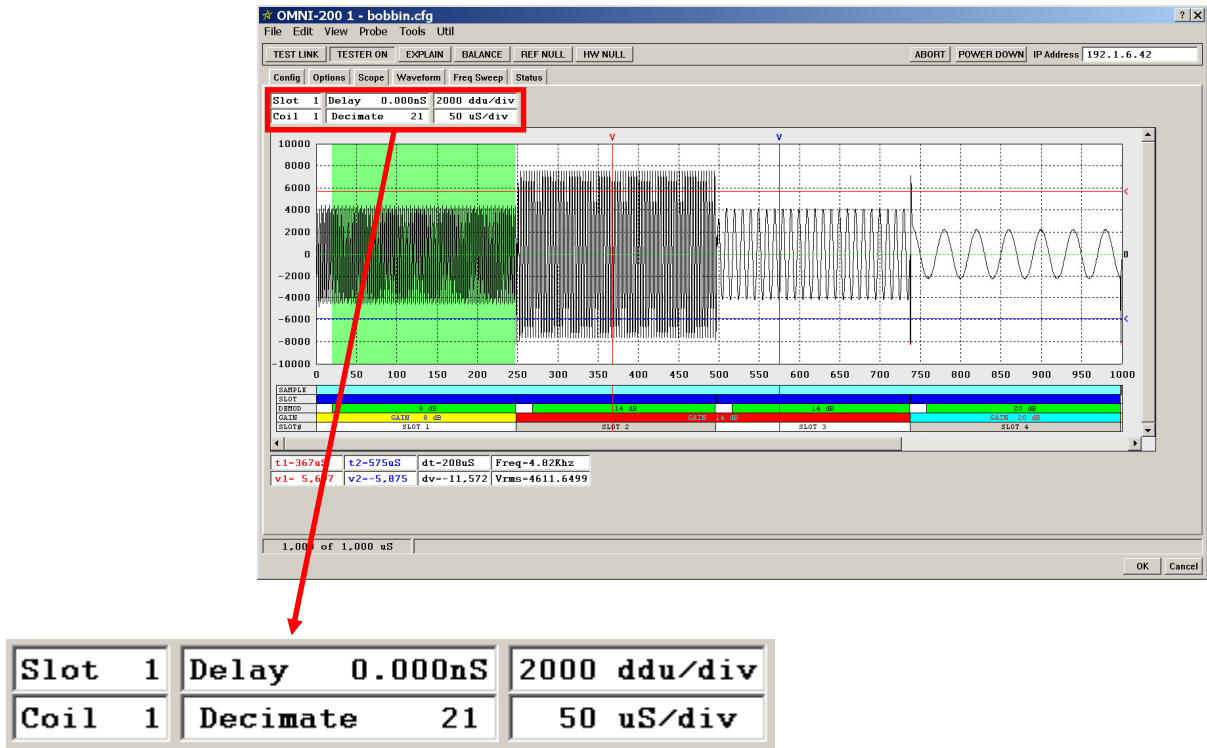 OMNI-200 1 - bobbin.cfg
File Edit View Probe Tools Util
TEST LINK TESTER ON EXPLAIN BALANCE REF NULL HW NULL ABORT POWER DOWN IP Address 192.1.6.42
Config Options Scope Waveform Freq Sweep Status
Slot 1 Delay 0.000nS 2000 ddu/div
Coil 1 Decimate 21 50 uS/div
V V
10000
8000
6000
4000
2000
0 0
-2000
-4000
-6000
-8000
-10000
0 50 100 150 200 250 300 350 400 450 500 550 600 650 700 750 800 850 900 950 1000
SAMPLE
SLOT
DEMOD 8 dB 14 dB 14 dB 20 dB
GAIN GAIN 8 dB GAIN 14 dB GAIN 20 dB
SLOT# SLOT 1 SLOT 2 SLOT 3 SLOT 4
t1=367uS t2=575uS dt=208uS Freq=4.82Khz
v1= v2=-5,875 dv=-11,572 Vrms=4611.6499
1,000 of 1,000 uS
OK Cancel
Slot 1 Delay 0.000nS 2000 ddu/div
Coil 1 Decimate 21 50 uS/div